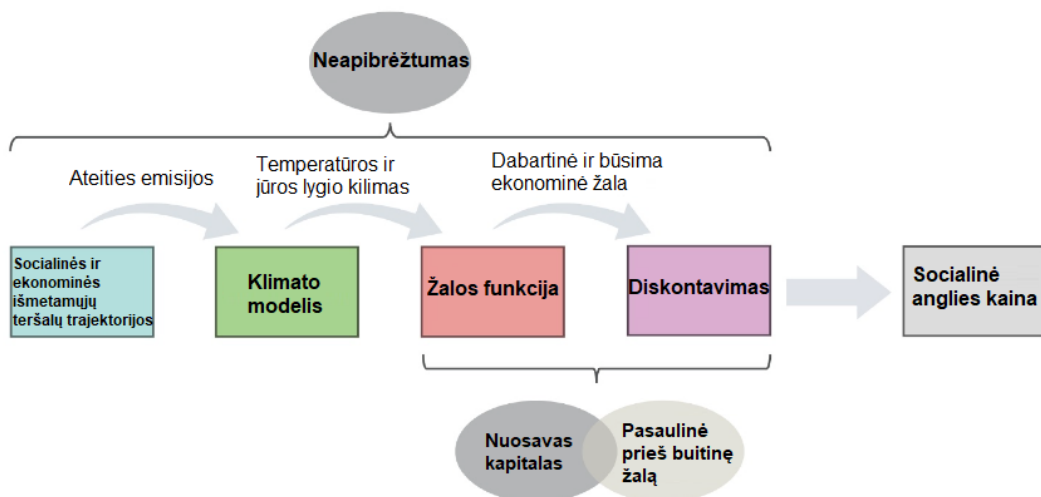 Neapibrėžtumas
Ateities emisijos
Temperatūros ir
jūros lygio kilimas
Dabartinė ir būsima
ekonominė žala
Socialinės ir
ekonominės
išmetamųjų
teršalų trajektorijos
Klimato
modelis
Žalos funkcija
Diskontavimas
Socialinė
anglies kaina
Nuosavas
kapitalas
Pasaulinė
prieš buitinę
žalą